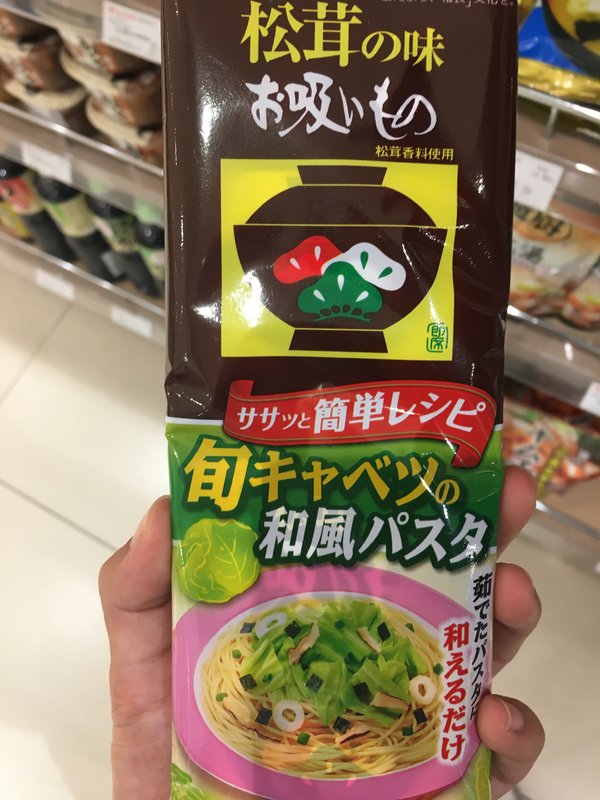 松茸の味
お吸いもの
松茸香料使用
即席
ササッと簡単レシピ
旬キャベツの
和風パスタ
茹でたパスタに
和えるだけ